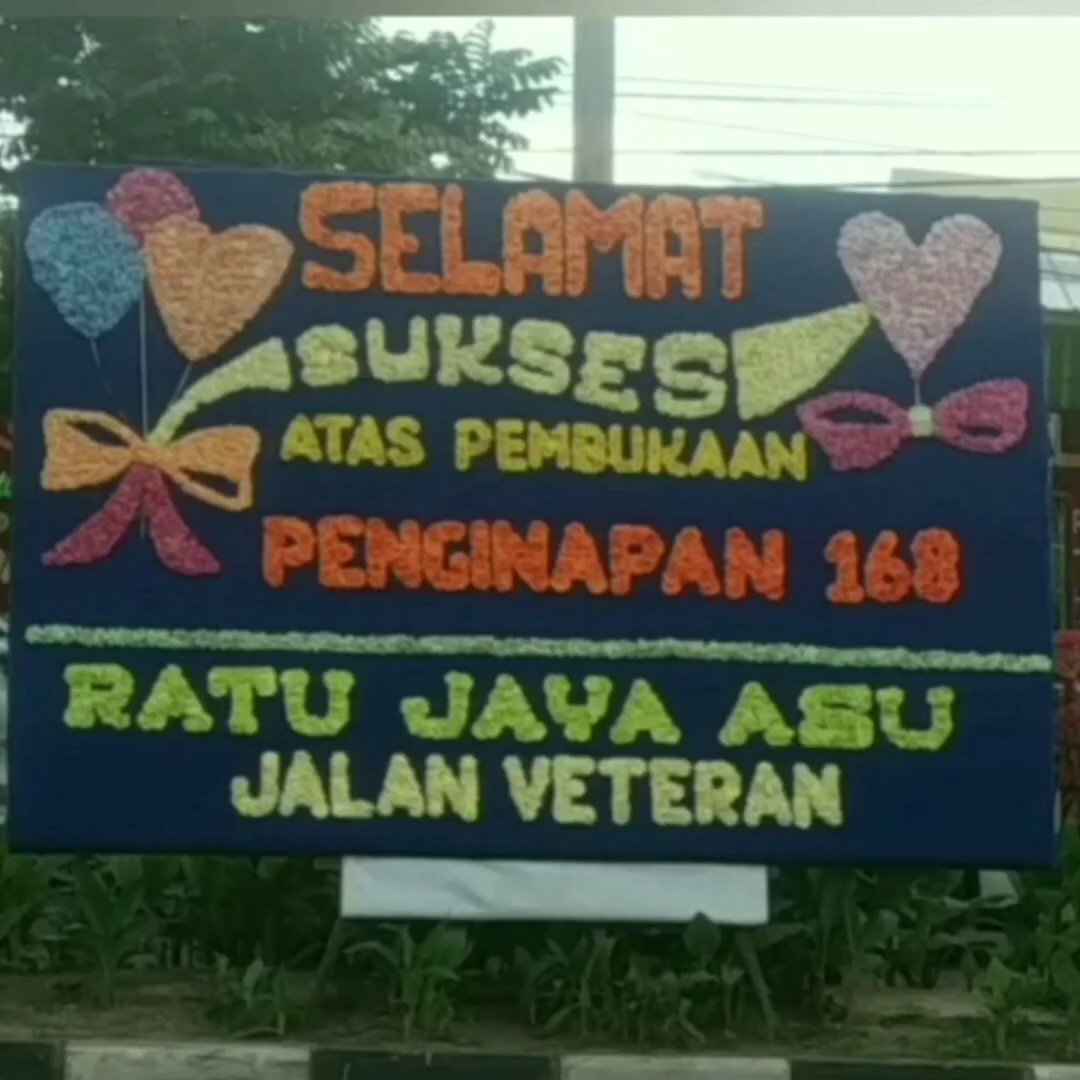 SELAMAT
SUKSES
ATAS PEMBUKAAN
PENGINAPAN 168
RATU JAYA ASU
JALAN VETERAN